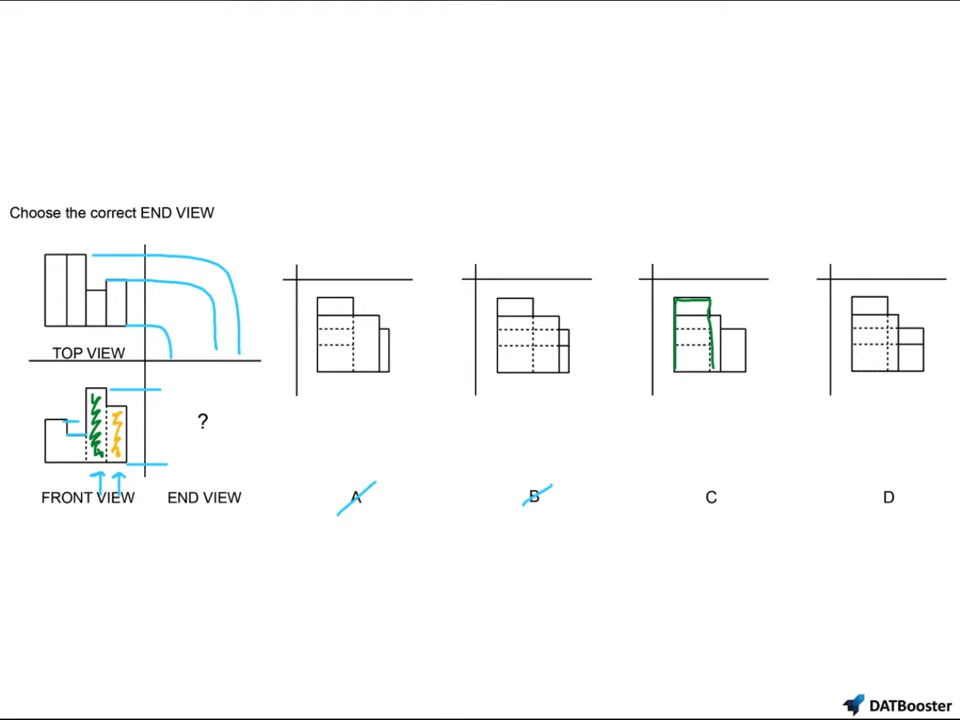 Choose the correct END VIEW
TOP VIEW
?
FRONT VIEW
END VIEW
A
B
C
D
DATBooster